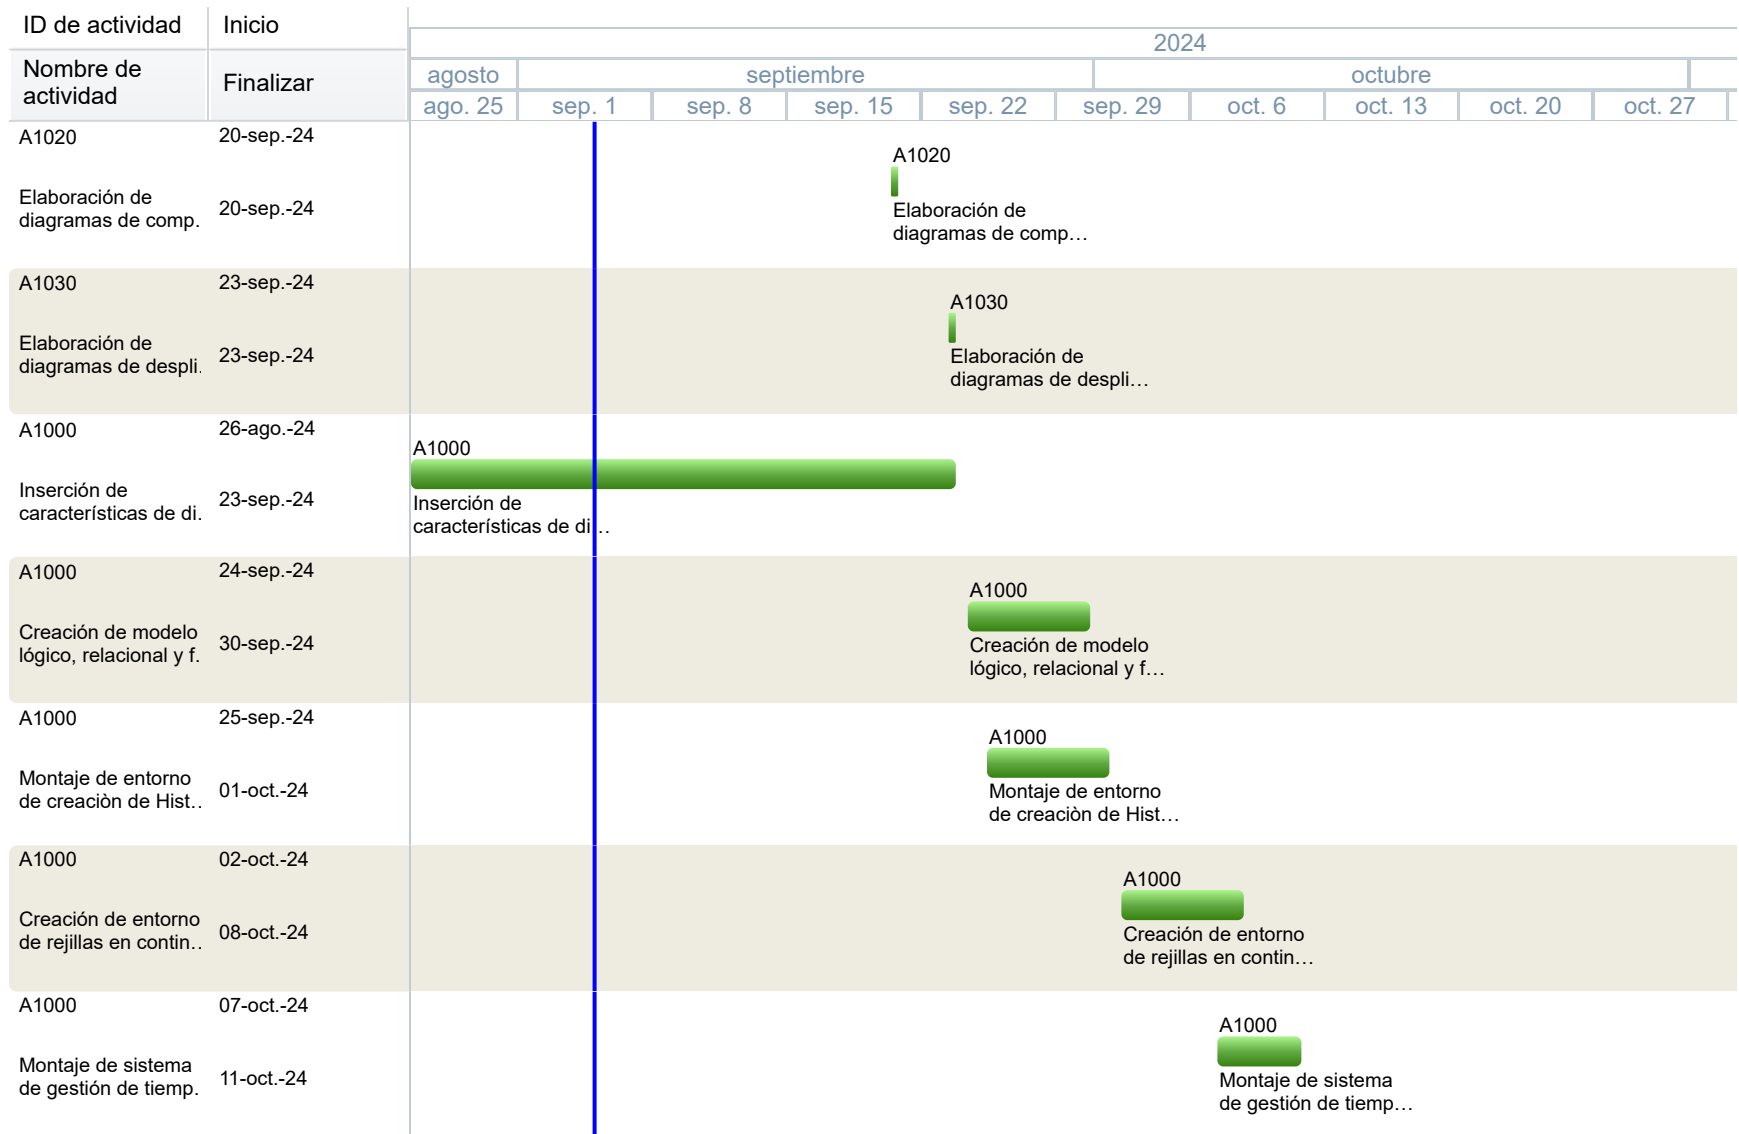 ID de actividad
Inicio
Nombre de
actividad
Finalizar
2024
agosto
septiembre
octubre
ago. 25
sep. 1
sep. 8
sep. 15
sep. 22
sep. 29
oct. 6
oct. 13
oct. 20
oct. 27
A1020
20-sep.-24
Elaboración de
diagramas de comp.
20-sep.-24
A1020
Elaboración de
diagramas de comp…
A1030
23-sep.-24
Elaboración de
diagramas de despli.
23-sep.-24
A1030
Elaboración de
diagramas de despli…
A1000
26-ago.-24
Inserción de
características de di.
23-sep.-24
A1000
Inserción de
características de di…
A1000
24-sep.-24
Creación de modelo
lógico, relacional y f.
30-sep.-24
A1000
Creación de modelo
lógico, relacional y f…
A1000
25-sep.-24
Montaje de entorno
de creaciòn de Hist..
01-oct.-24
A1000
Montaje de entorno
de creaciòn de Hist…
A1000
02-oct.-24
Creación de entorno
de rejillas en contin..
08-oct.-24
A1000
Creación de entorno
de rejillas en contin…
A1000
07-oct.-24
Montaje de sistema
de gestión de tiemp.
11-oct.-24
A1000
Montaje de sistema
de gestión de tiemp…